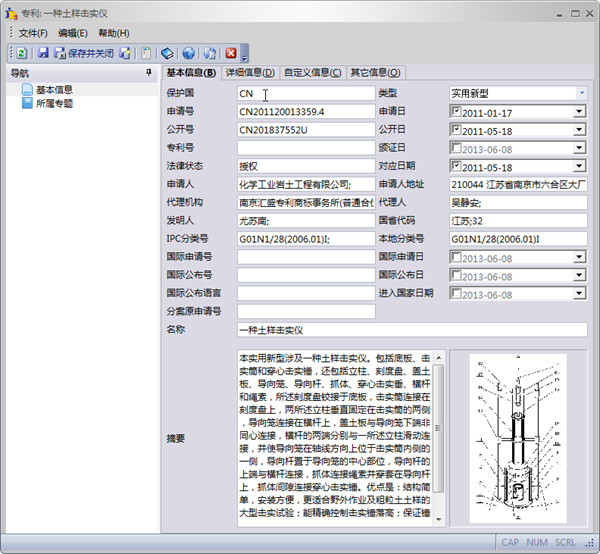 专利: 一种土样击实仪
文件(F) 编辑(E) 帮助(H)
保存并关闭
导航
基本信息
所属专题
基本信息(B) 详细信息(D) 自定义信息(C) 其它信息(O)
保护国 CN 类型 实用新型
申请号 CN201120013359.4 申请日 2011-01-17
公开号 CN201837552U 公开日 2011-05-18
专利号 颁证日 2013-06-08
法律状态 授权 对应日期 2011-05-18
申请人 化学工业岩土工程有限公司; 申请人地址 210044 江苏省南京市六合区大厂
代理机构 南京汇盛专利商标事务所(普通合 代理人 吴静安;
发明人 尤苏南; 国省代码 江苏;32
IPC分类号 G01N1/28(2006.01)I; 本地分类号 G01N1/28(2006.01)I
国际申请号 国际申请日 2013-06-08
国际公布号 国际公布日 2013-06-08
国际公布语言 进入国家日期 2013-06-08
分案原申请号
名称 一种土样击实仪
摘要
本实用新型涉及一种土样击实仪。包括底板、击
实筒和穿心击实锤，还包括立柱、刻度盘、盖土
板、导向笼、导向杆、抓体、穿心击实垂、横杆
和绳索，所述刻度盘铰接于底板，击实筒连接在
刻度盘上，两所述立柱垂直固定在击实筒的两侧
，导向笼连接在横杆上，盖土板与导向笼下端非
同心连接，横杆的两端分别与一所述立柱滑动连
接，并使导向笼在轴线方向上位于击实筒内侧的
一侧，导向杆置于导向笼的中心部位，导向杆的
上端与横杆连接，抓体连接绳索并穿套在导向杆
上，抓体间隙连接穿心击实锤。优点是：结构简
单，安装方便，更适合野外作业及粗粒土土样的
大型击实试验；能精确控制击实锤落高；保证锤
CAP NUM SCRL